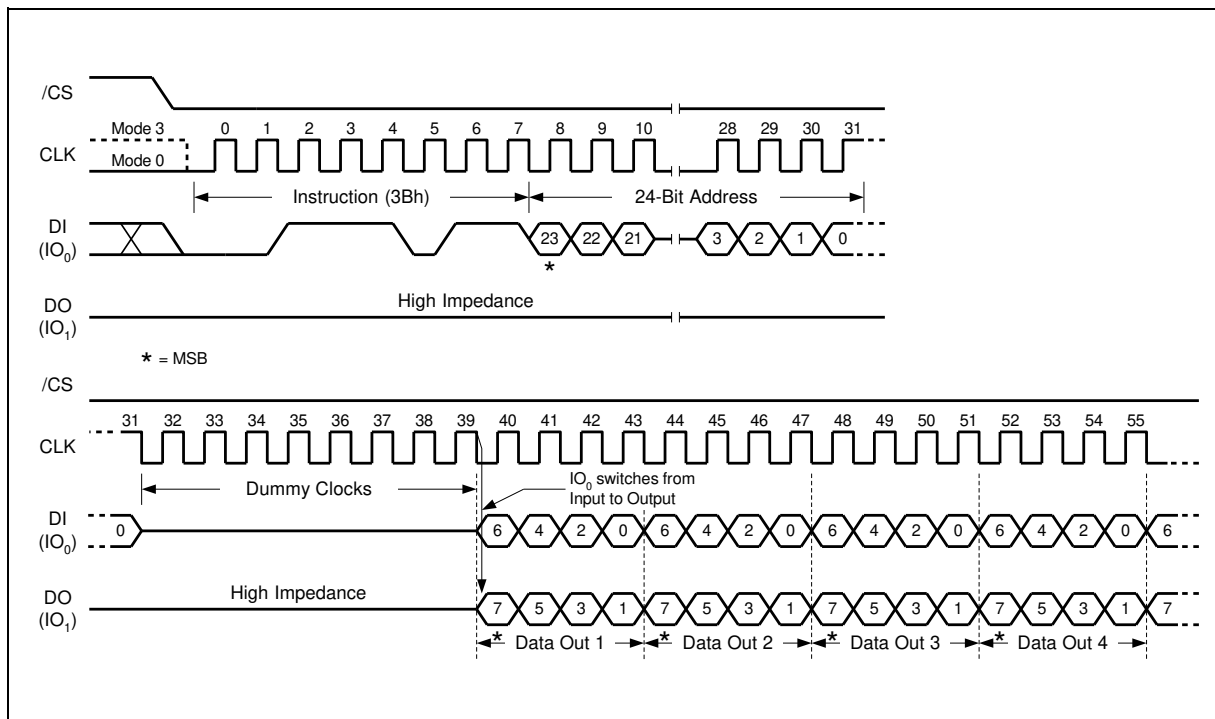 /CS
Mode 3 0 1 2 3 4 5 6 7 8 9 10 28 29 30 31
CLK Mode 0
Instruction (3Bh) 24-Bit Address
DI
(IO0) 23 22 21 3 2 1 0
*
High Impedance
DO
(IO1)
* = MSB
/CS
31 32 33 34 35 36 37 38 39 40 41 42 43 44 45 46 47 48 49 50 51 52 53 54 55
CLK
Dummy Clocks
IO0 switches from
Input to Output
DI
(IO0) 0 6 4 2 0 6 4 2 0 6 4 2 0 6 4 2 0 6
High Impedance
DO
(IO1) 7 5 3 1 7 5 3 1 7 5 3 1 7 5 3 1 7
* Data Out 1 * Data Out 2 * Data Out 3 * Data Out 4